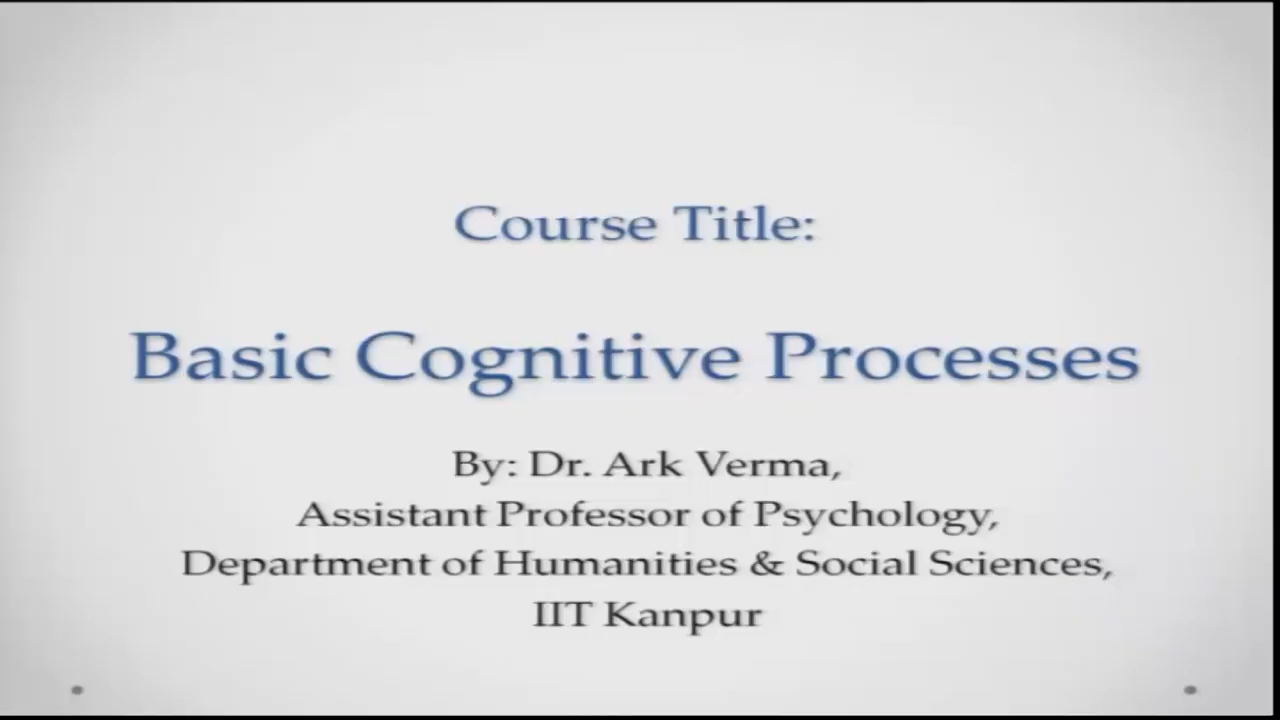 Course Title:
Basic Cognitive Processes
By: Dr. Ark Verma,
Assistant Professor of Psychology,
Department of Humanities & Social Sciences,
IIT Kanpur